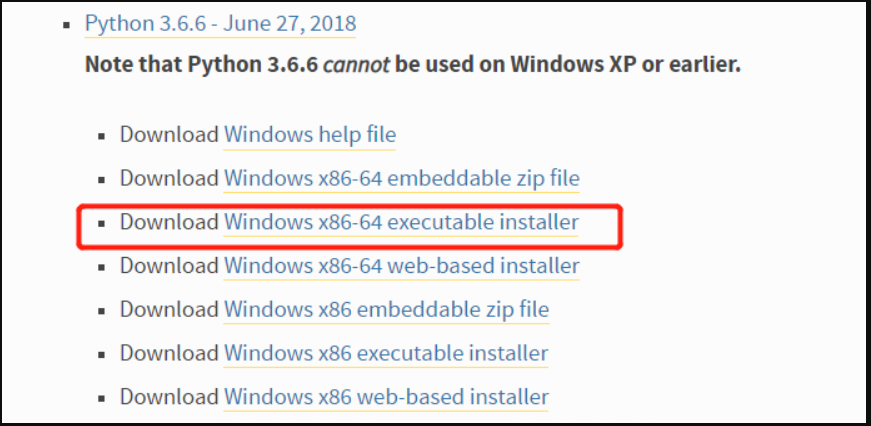 Python 3.6.6 - June 27, 2018
Note that Python 3.6.6 cannot be used on Windows XP or earlier.
Download Windows help file
Download Windows x86-64 embeddable zip file
Download Windows x86-64 executable installer
Download Windows x86-64 web-based installer
Download Windows x86 embeddable zip file
Download Windows x86 executable installer
Download Windows x86 web-based installer